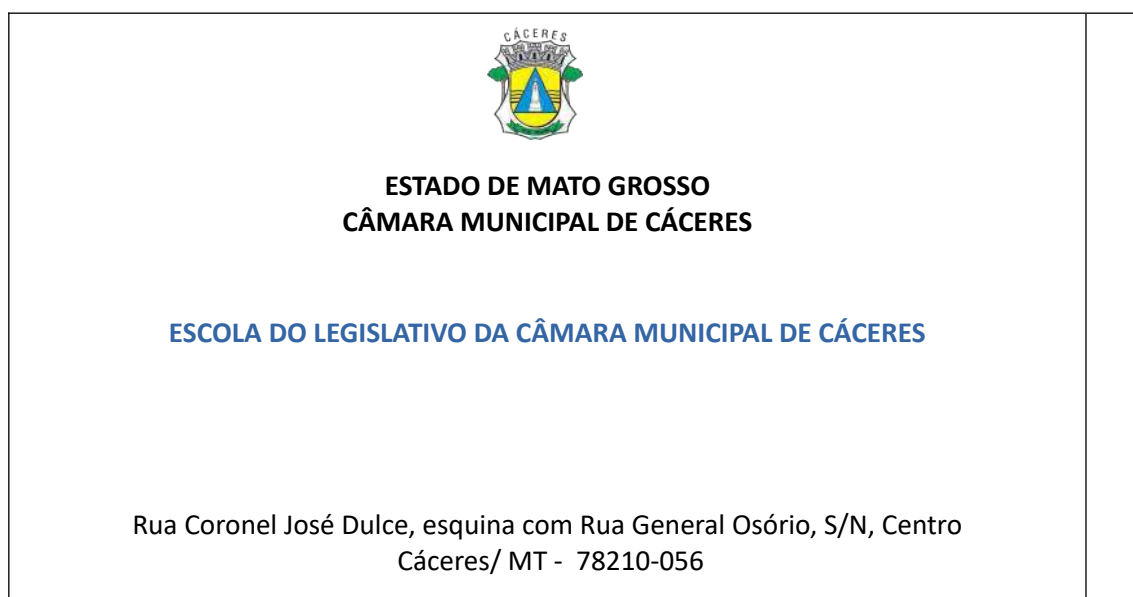 CÁCERES
ESTADO DE MATO GROSSO
CÂMARA MUNICIPAL DE CÁCERES
ESCOLA DO LEGISLATIVO DA CÂMARA MUNICIPAL DE CÁCERES
Rua Coronel José Dulce, esquina com Rua General Osório, S/N, Centro
Cáceres/ MT -  78210-056